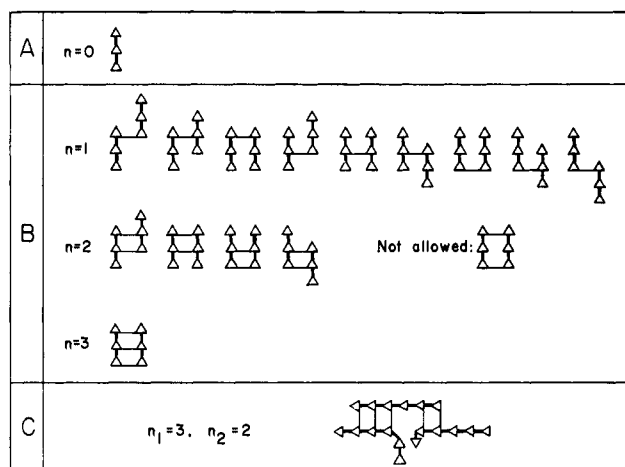 A
n=0
B
n=1
n=2
Not allowed:
n=3
C
n₁=3, n₂=2